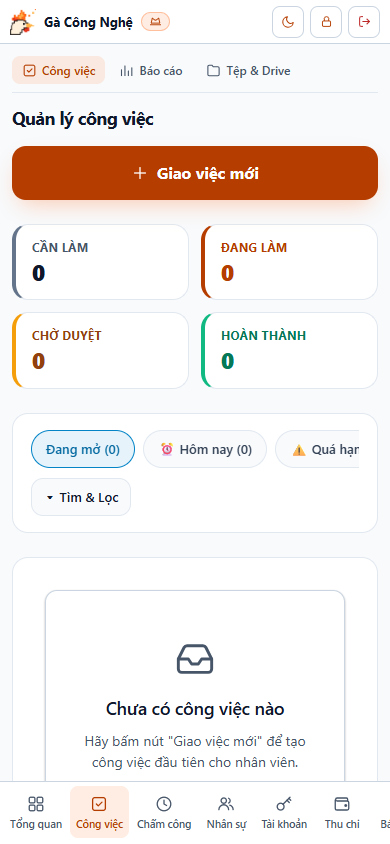 Gà Công Nghệ
Công việc
Báo cáo
Tệp & Drive
Quản lý công việc
Giao việc mới
CẦN LÀM
0
ĐANG LÀM
0
CHỜ DUYỆT
0
HOÀN THÀNH
0
Đang mở (0)
Hôm nay (0)
Quá hạn
Tìm & Lọc
Chưa có công việc nào
Hãy bấm nút "Giao việc mới" để tạo
công việc đầu tiên cho nhân viên.
Tổng quan
Công việc
Chấm công
Nhân sự
Tài khoản
Thu chi